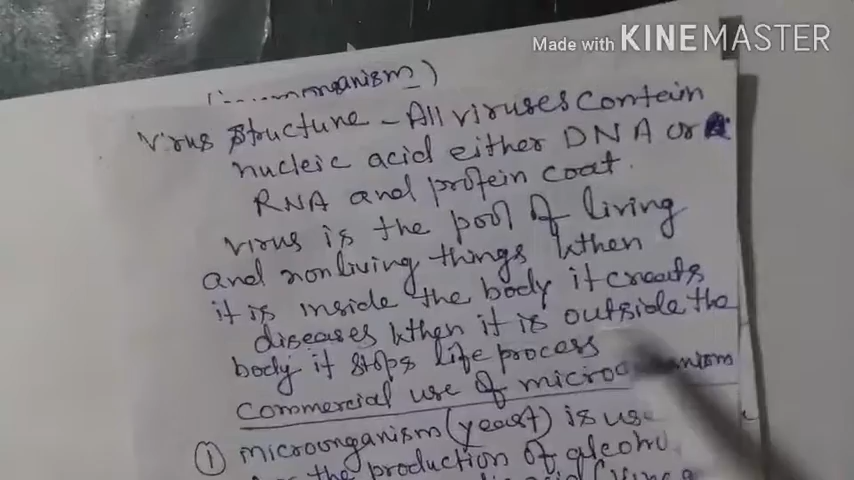 Made with KINEMASTER
Virus Structure - All viruses contain
nucleic acid either DNA or
RNA and protein coat.
Virus is the pool of living
and nonliving things When
it is inside the body it creats
diseases When it is outside the
body it stops life process
commercial use of
① microorganism (yeast) is
the production of